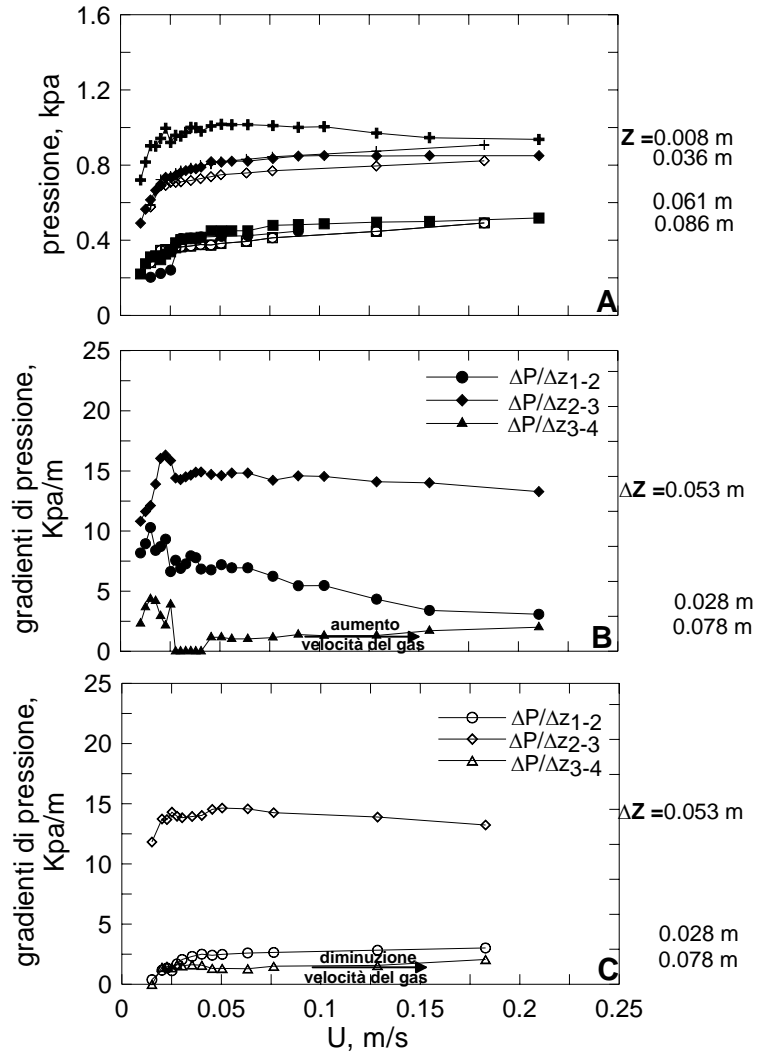 1.6
1.2
0.8
0.4
0
pressione, kpa
Z =0.008 m
0.036 m
0.061 m
0.086 m
A
25
20
15
10
5
0
gradienti di pressione,
Kpa/m
ΔP/Δz1-2
ΔP/Δz2-3
ΔP/Δz3-4
ΔZ =0.053 m
0.028 m
0.078 m
aumento
velocità del gas
B
25
20
15
10
5
0
gradienti di pressione,
Kpa/m
ΔP/Δz1-2
ΔP/Δz2-3
ΔP/Δz3-4
ΔZ =0.053 m
0.028 m
0.078 m
diminuzione
velocità del gas
C
0 0.05 0.1 0.15 0.2 0.25
U, m/s